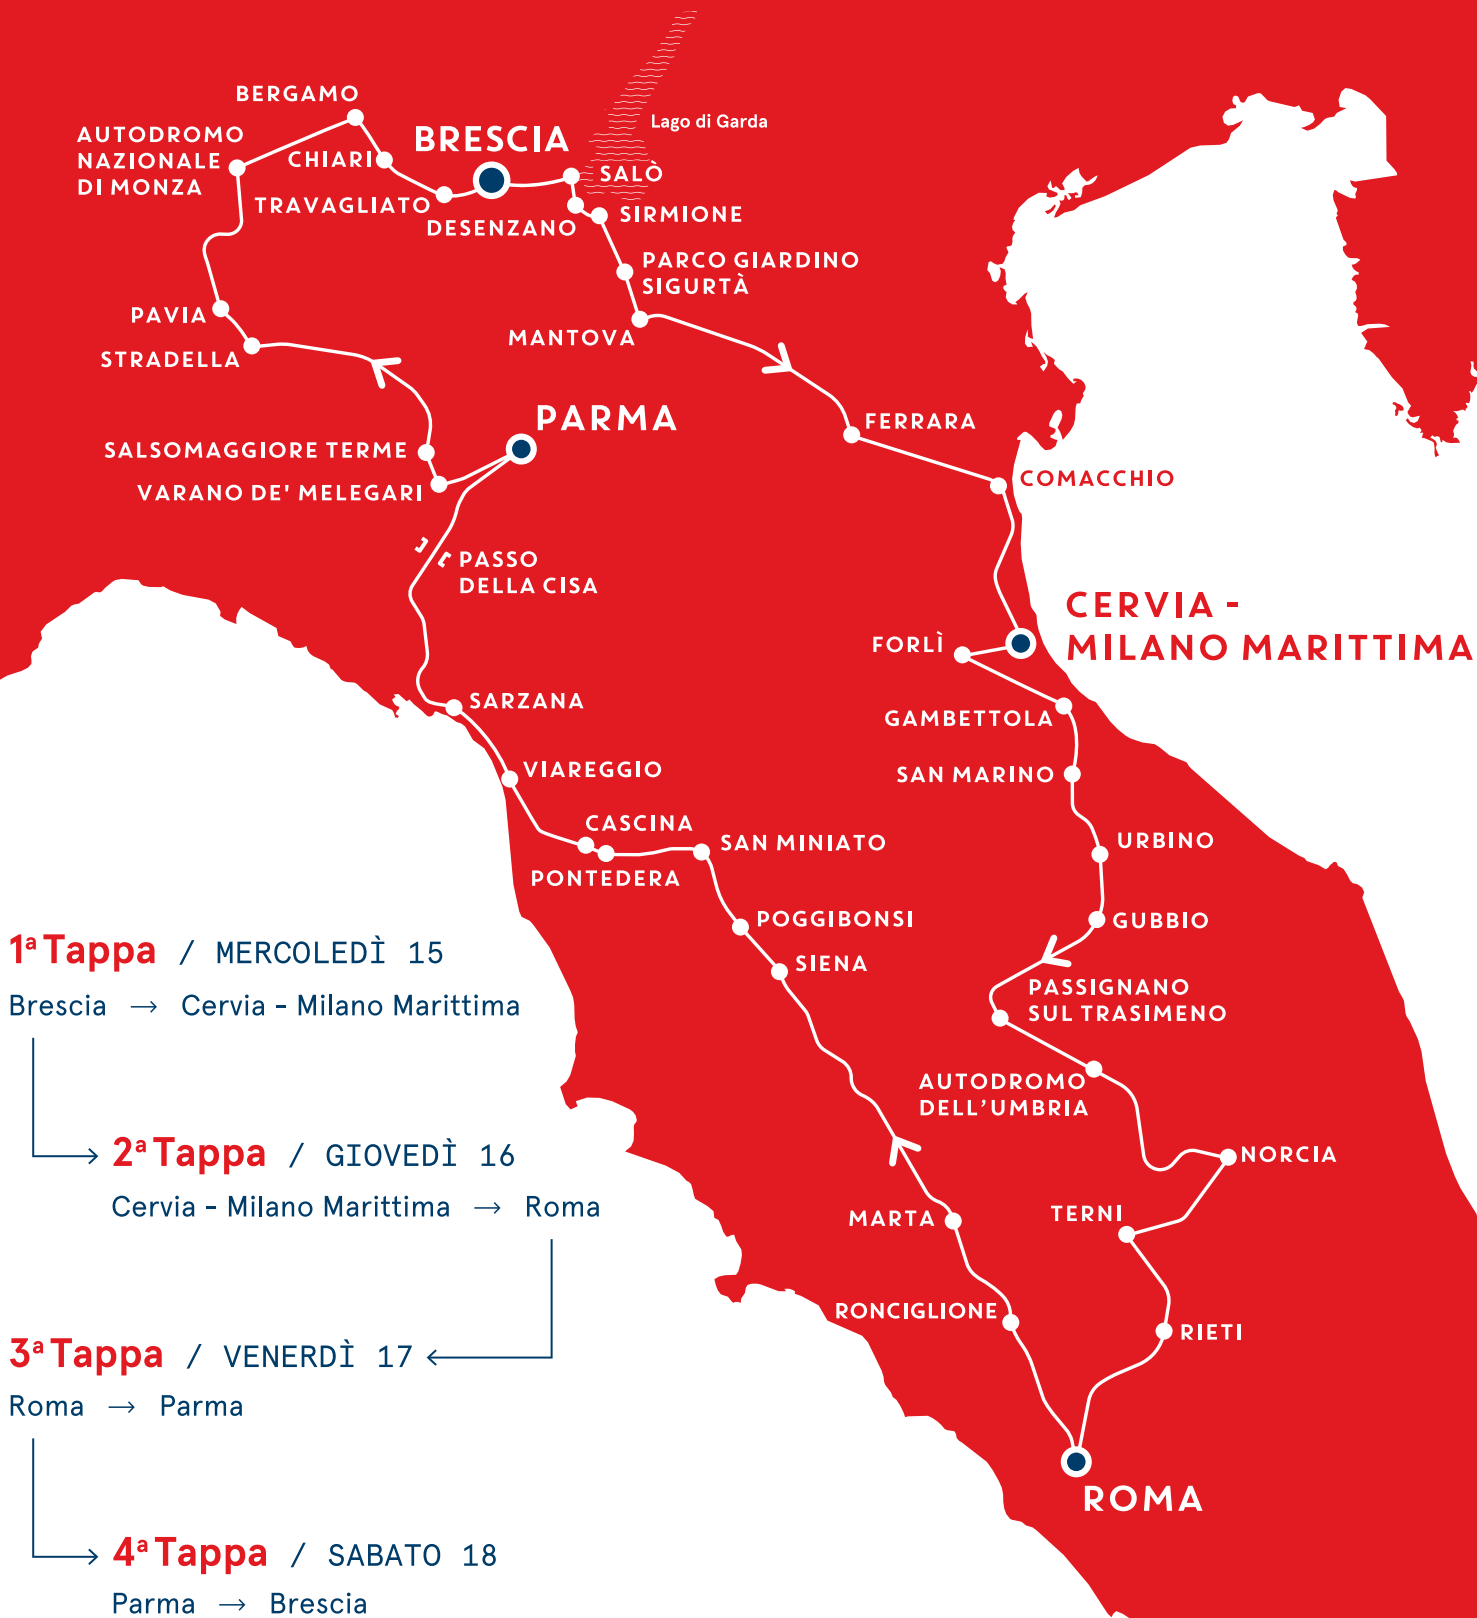 BERGAMO
Lago di Garda
AUTODROMO
NAZIONALE
DI MONZA
BRESCIA
CHIARI
SALÒ
TRAVAGLIATO
SIRMIONE
DESENZANO
PARCO GIARDINO
SIGURTÀ
PAVIA
MANTOVA
STRADELLA
PARMA
FERRARA
SALSOMAGGIORE TERME
COMACCHIO
VARANO DE' MELEGARI
PASSO
DELLA CISA
CERVIA -
MILANO MARITTIMA
FORLÌ
SARZANA
GAMBETTOLA
VIAREGGIO
SAN MARINO
CASCINA
SAN MINIATO
URBINO
PONTEDERA
POGGIBONSI
GUBBIO
SIENA
PASSIGNANO
SUL TRASIMENO
AUTODROMO
DELL'UMBRIA
NORCIA
MARTA
TERNI
RONCIGLIONE
RIETI
ROMA
1ª Tappa / MERCOLEDÌ 15
Brescia → Cervia - Milano Marittima
2ª Tappa / GIOVEDÌ 16
Cervia - Milano Marittima → Roma
3ª Tappa / VENERDÌ 17
Roma → Parma
4ª Tappa / SABATO 18
Parma → Brescia